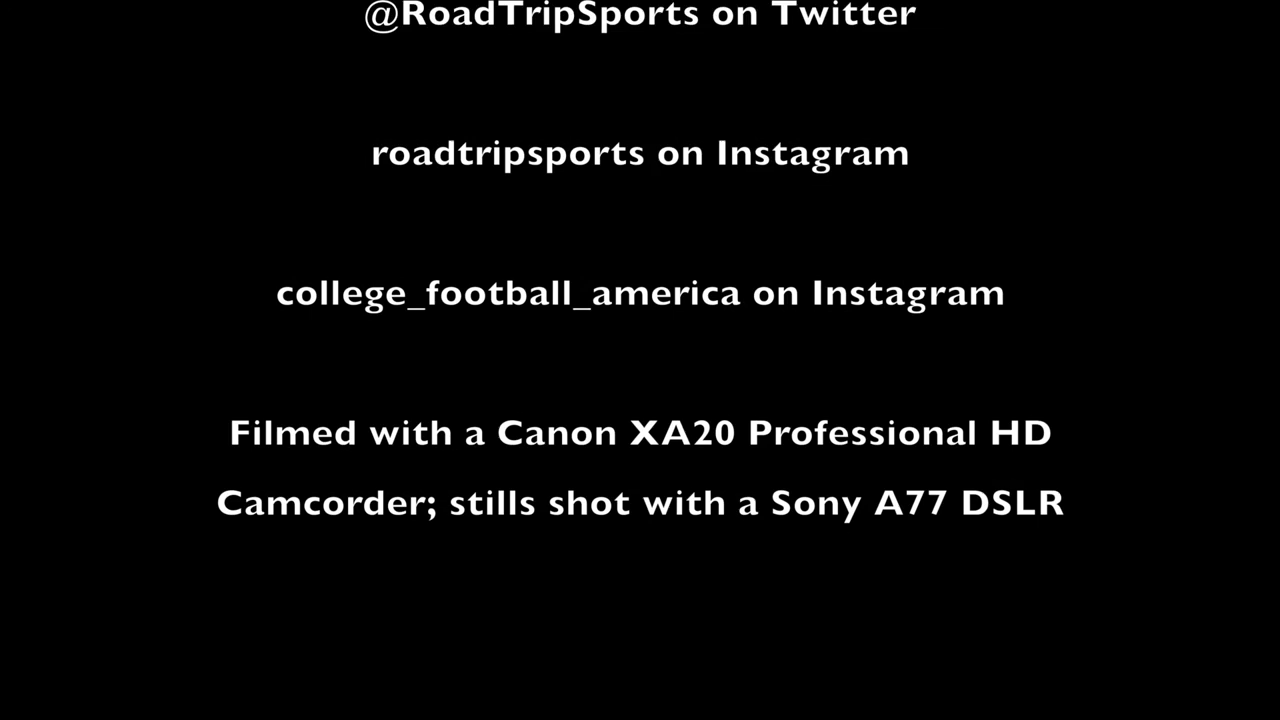 @RoadTripSports on Twitter
roadtripsports on Instagram
college_football_america on Instagram
Filmed with a Canon XA20 Professional HD
Camcorder; stills shot with a Sony A77 DSLR